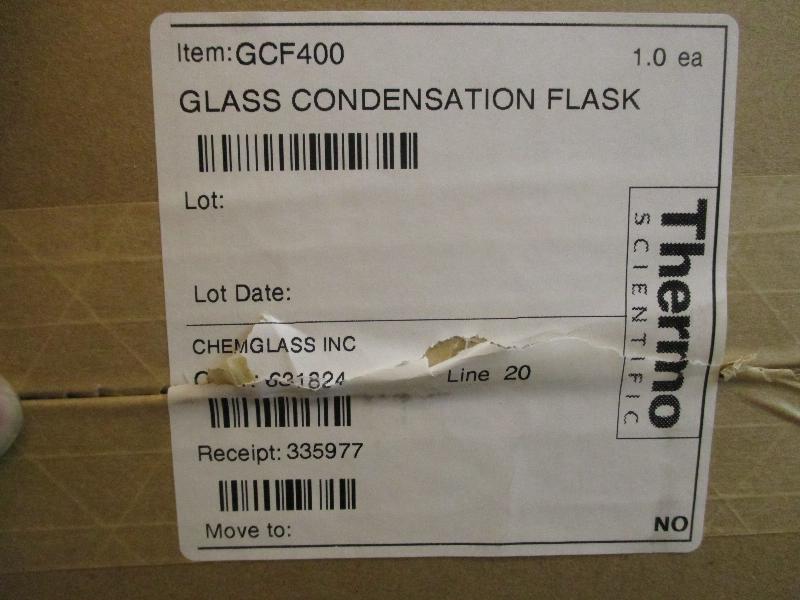 Item: GCF400 1.0 ea
GLASS CONDENSATION FLASK
Lot:
Lot Date:
Thermo
SCIENTIFIC
CHEMGLASS INC
631824 Line 20
Receipt: 335977
Move to:
NO